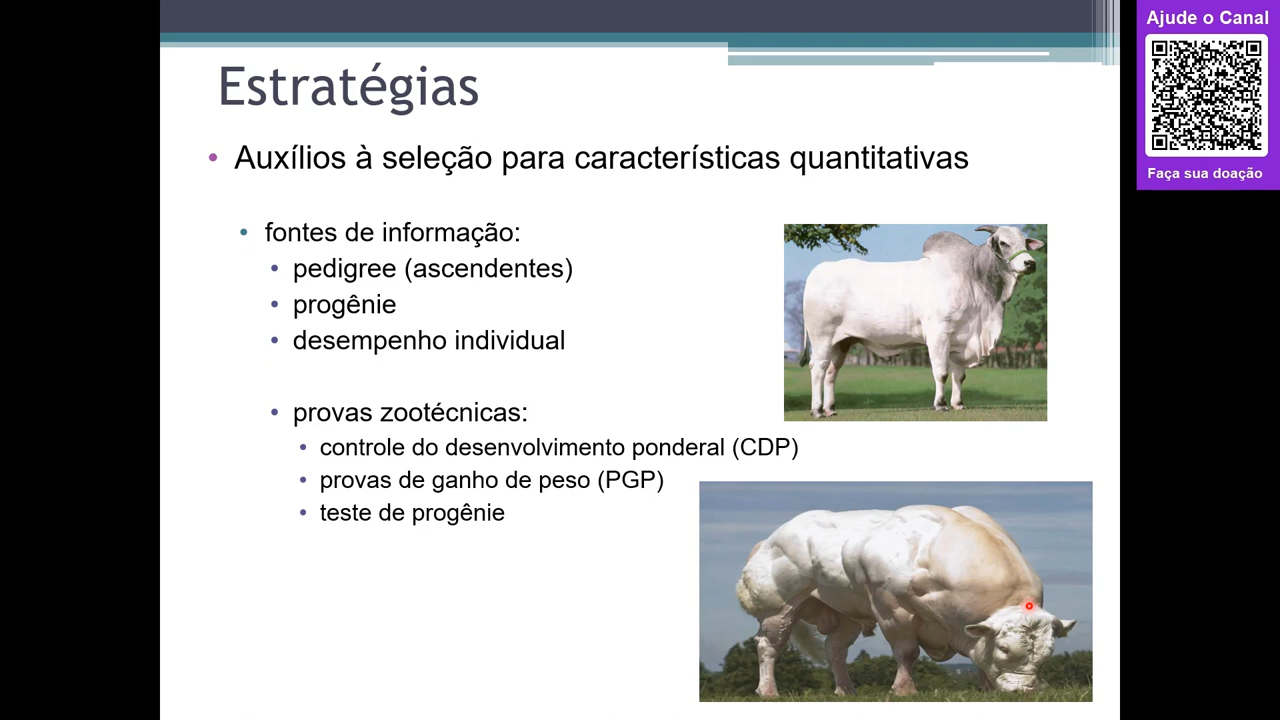 Estratégias
Auxílios à seleção para características quantitativas
fontes de informação:
pedigree (ascendentes)
progênie
desempenho individual
provas zootécnicas:
controle do desenvolvimento ponderal (CDP)
provas de ganho de peso (PGP)
teste de progênie
Ajude o Canal
Faça sua doação